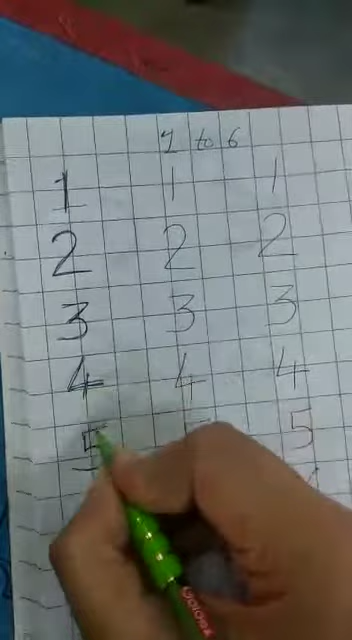 1 to 6
1 1 1
2 2 2
3 3 3
4 4 4
5 5